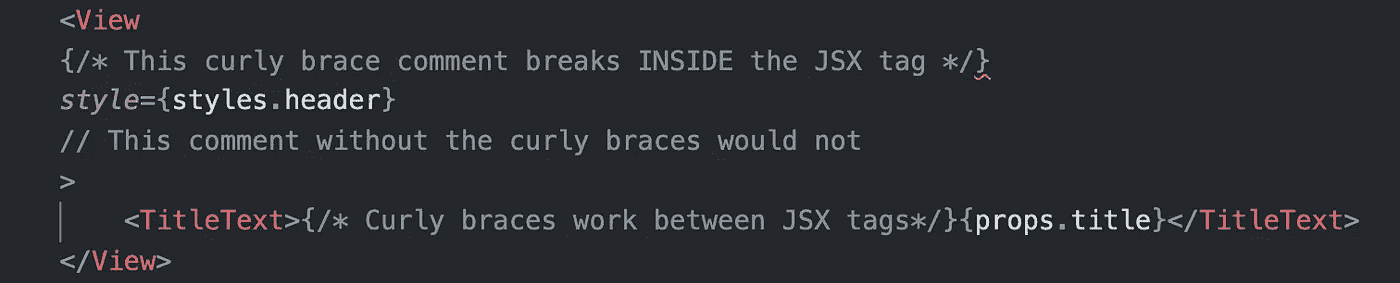 <View
{/* This curly brace comment breaks INSIDE the JSX tag */}
style={styles.header}
// This comment without the curly braces would not
>
<TitleText>{/* Curly braces work between JSX tags*/}{props.title}</TitleText>
</View>